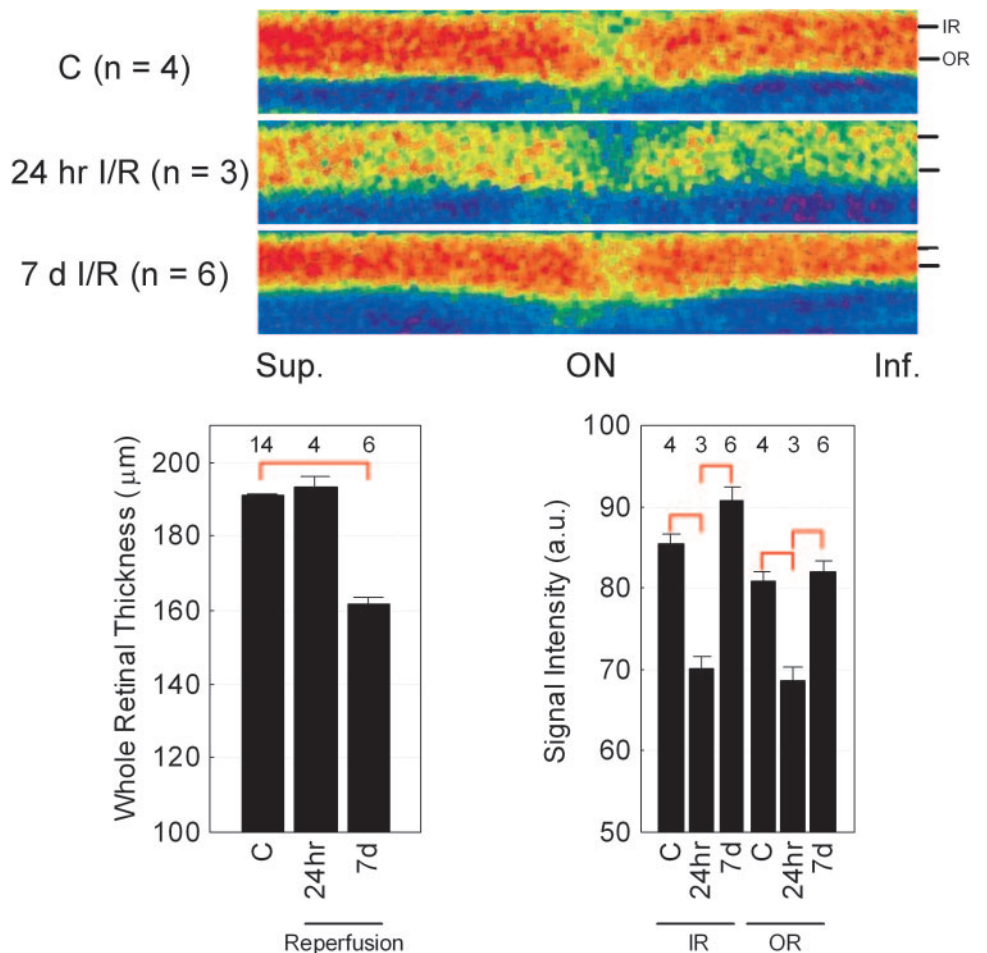 C (n = 4)
IR
OR
24 hr I/R (n = 3)
7 d I/R (n = 6)
Sup. ON Inf.
Whole Retinal Thickness (μm)
200
180
160
140
120
100
14 4 6
C 24hr 7d
Reperfusion
Signal Intensity (a.u.)
100
90
80
70
60
50
4 3 6 4 3 6
C 24hr 7d C 24hr 7d
IR OR